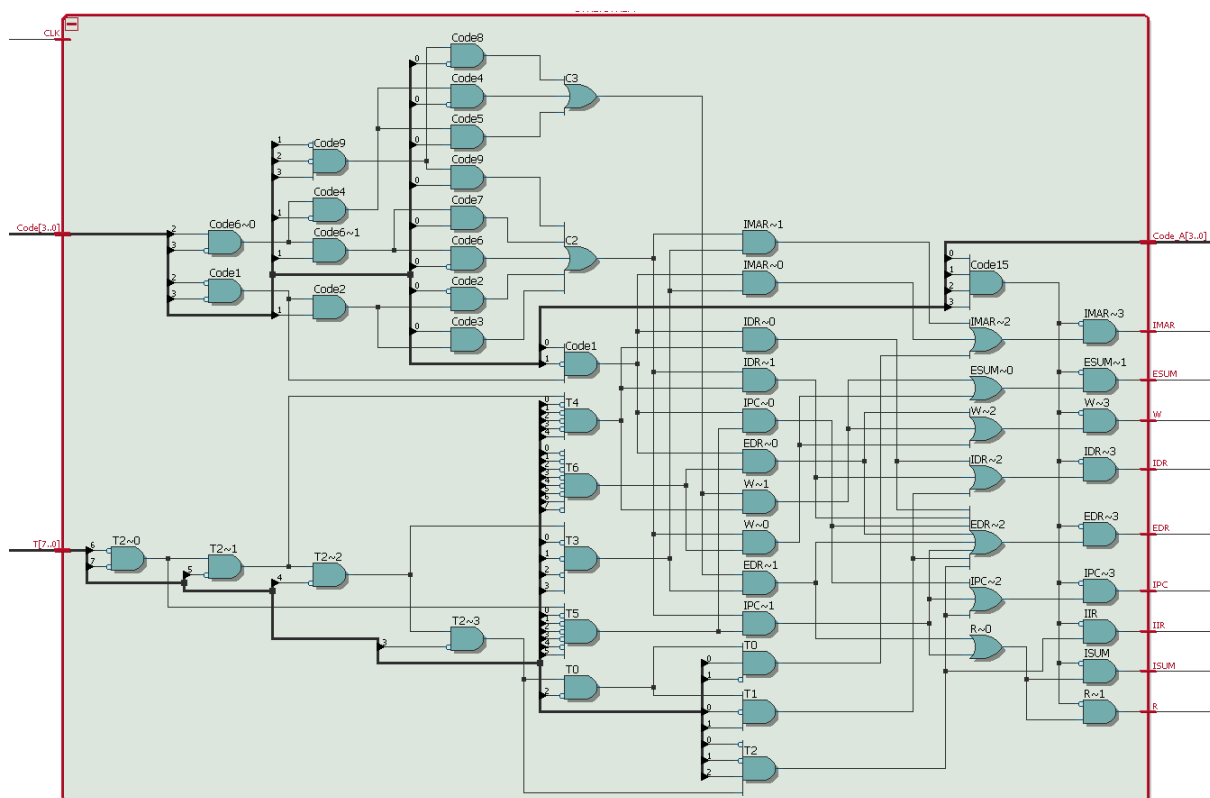 CLK
Code[3..0]
T[7..0]
Code6~0
Code1
Code9
Code4
Code6~1
Code2
Code8
Code4
Code5
Code9
Code7
Code6
Code2
Code3
C3
C2
Code1
T4
T6
T3
T5
T0
T2~0
T2~1
T2~2
T2~3
IMAR~1
IMAR~0
IDR~0
IDR~1
IPC~0
EDR~0
W~1
W~0
EDR~1
IPC~1
T0
T1
T2
Code15
IMAR~2
ESUM~0
W~2
IDR~2
EDR~2
IPC~2
R~0
IMAR~3
ESUM~1
W~3
IDR~3
EDR~3
IPC~3
IIR
ISUM
R~1
Code_A[3..0]
IMAR
ESUM
W
IDR
EDR
IPC
IIR
ISUM
R